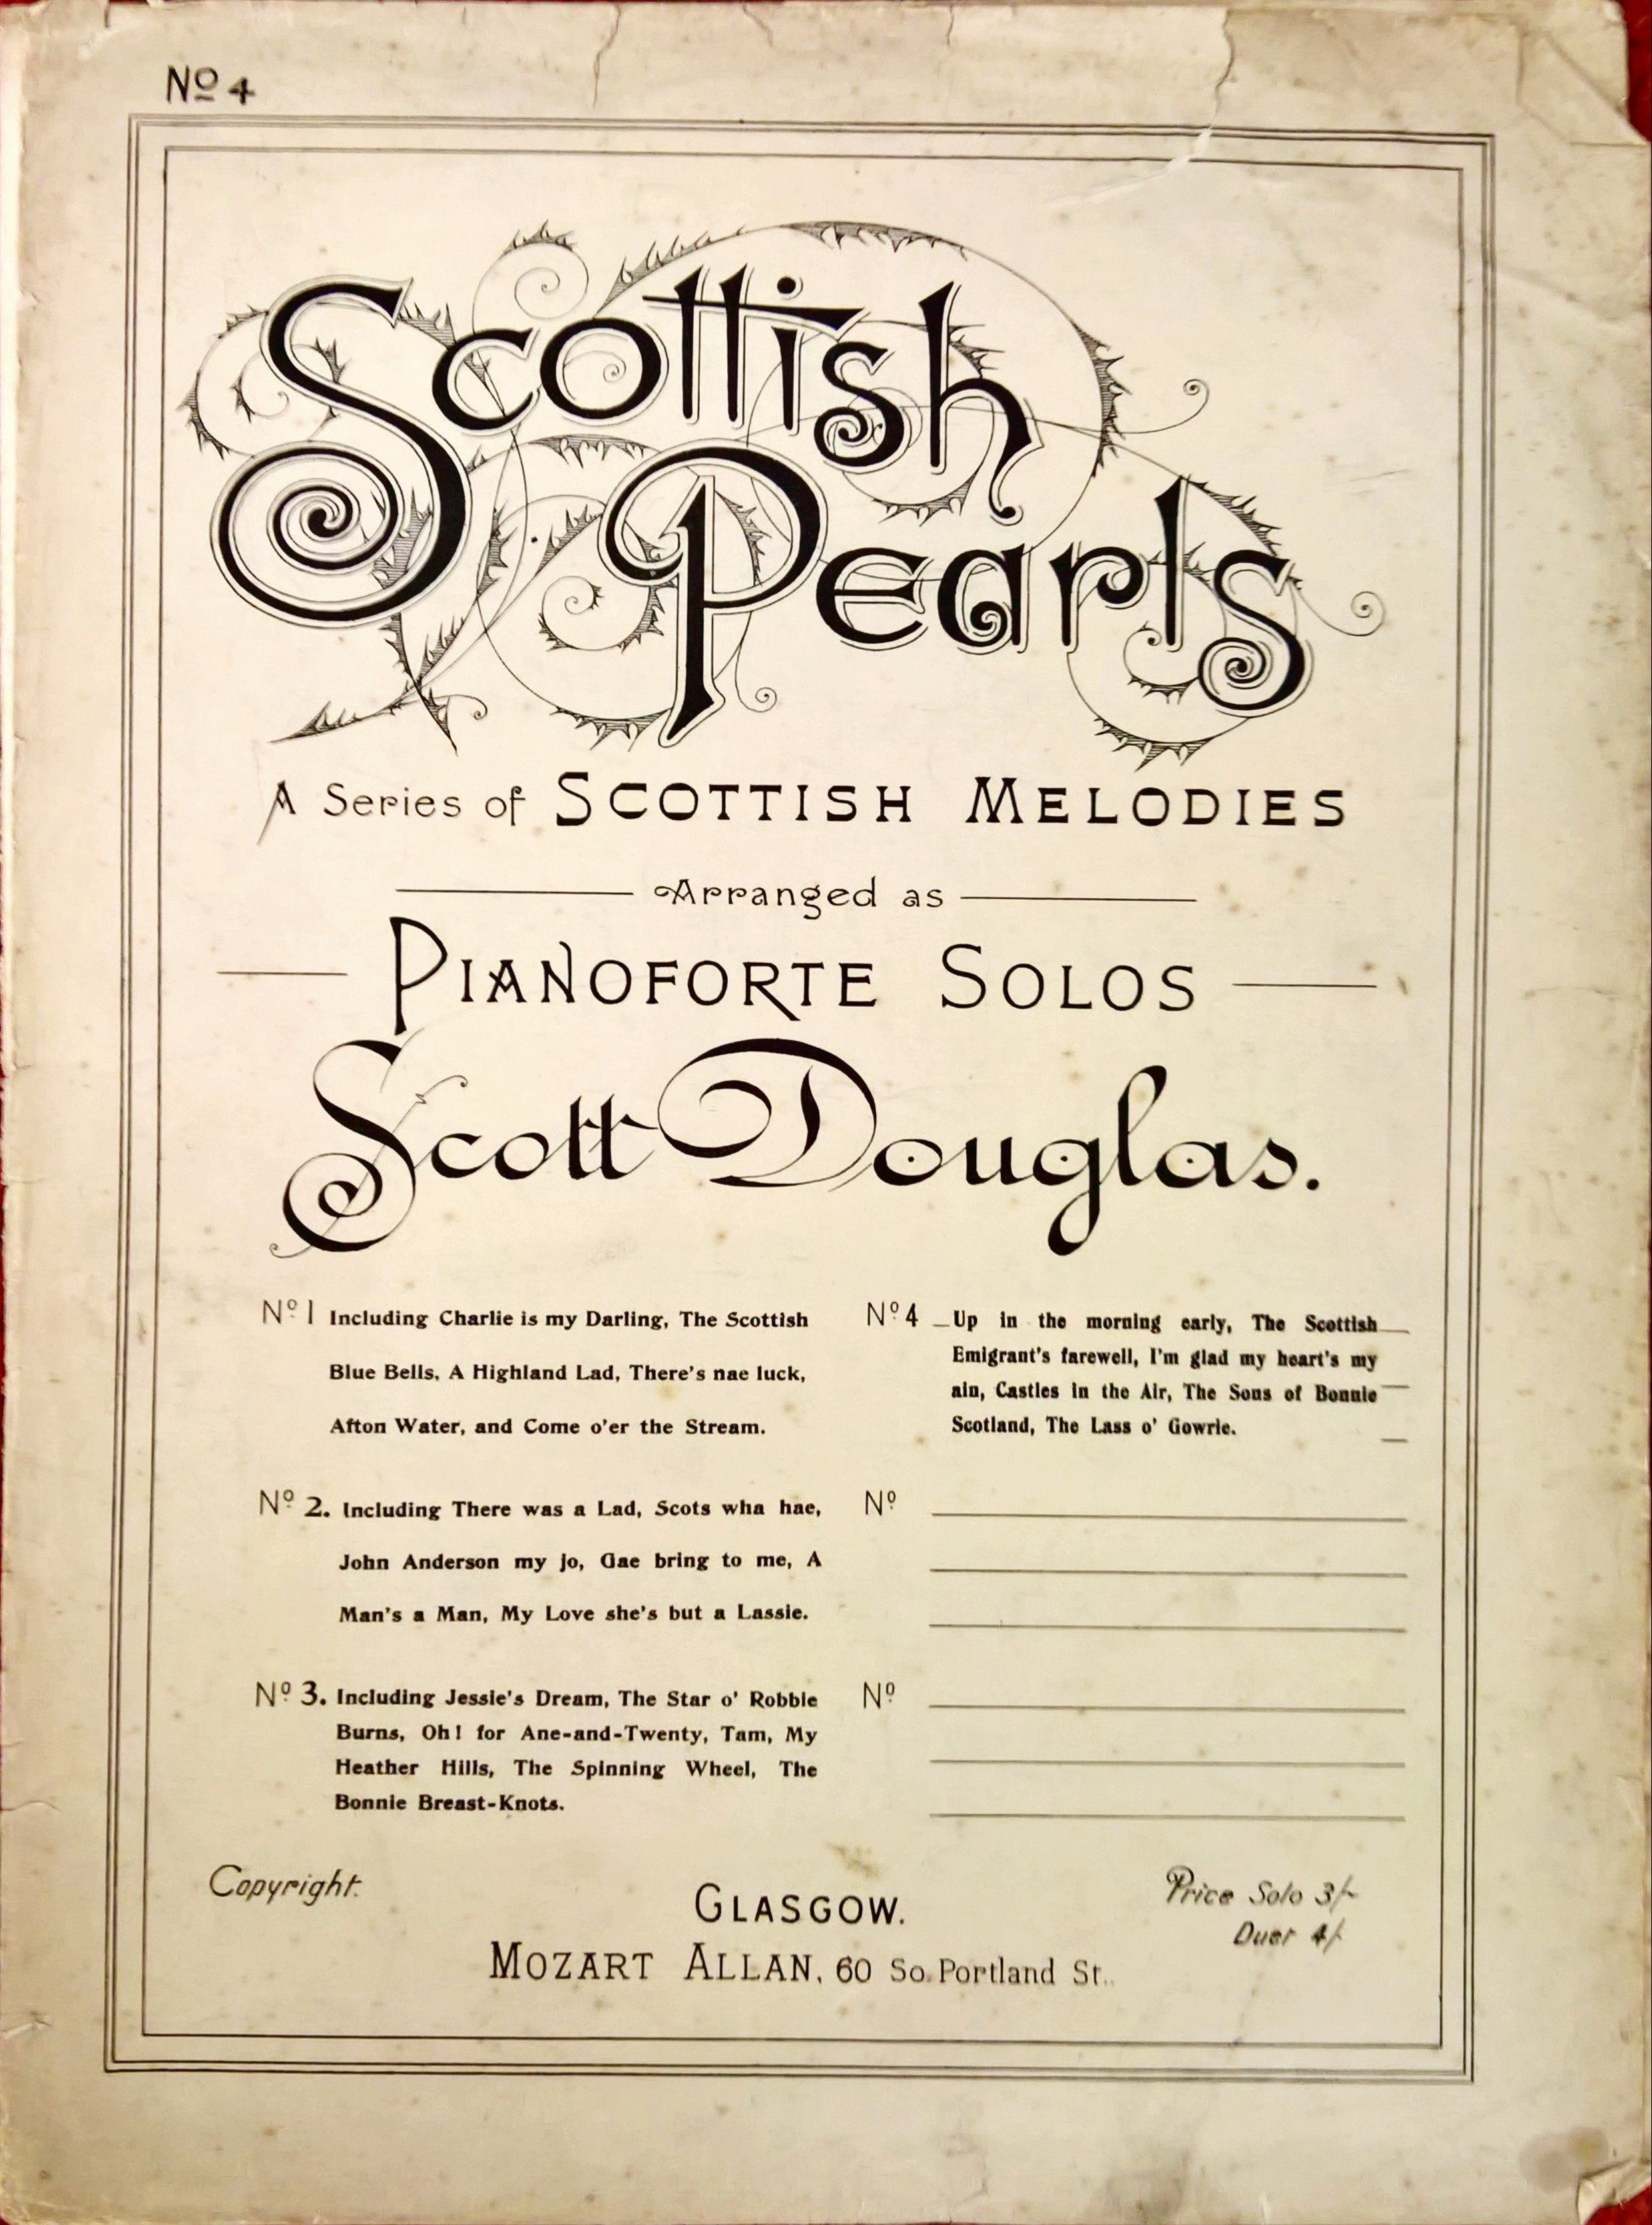 Nº 4
Scottish
Pearls
A Series of SCOTTISH MELODIES
Arranged as
PIANOFORTE SOLOS
Scott Douglas.
Nº 1 Including Charlie is my Darling, The Scottish
Blue Bells, A Highland Lad, There's nae luck,
Afton Water, and Come o'er the Stream.
Nº 2. Including There was a Lad, Scots wha hae,
John Anderson my jo, Gae bring to me, A
Man's a Man, My Love she's but a Lassie.
Nº 3. Including Jessie's Dream, The Star o' Robbie
Burns, Oh! for Ane-and-Twenty, Tam, My
Heather Hills, The Spinning Wheel, The
Bonnie Breast-Knots.
Nº 4 Up in the morning early, The Scottish
Emigrant's farewell, I'm glad my heart's my
ain, Castles in the Air, The Sons of Bonnie
Scotland, The Lass o' Gowrie.
Nº
Nº
Copyright.
GLASGOW.
MOZART ALLAN, 60 So. Portland St.
Price Solo 3/-
Duet 4/-